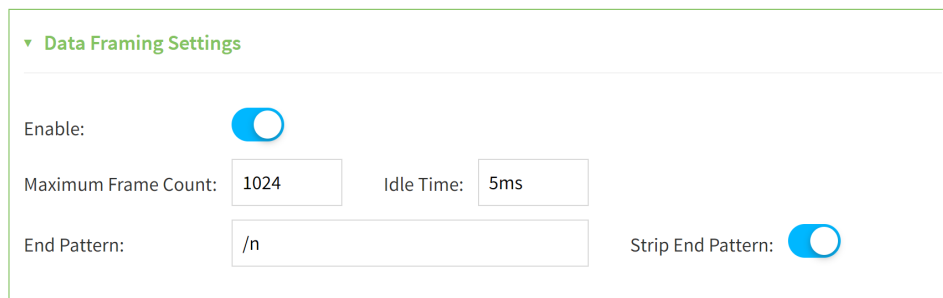 Data Framing Settings
Enable:
Maximum Frame Count: 1024 Idle Time: 5ms
End Pattern: /n Strip End Pattern: